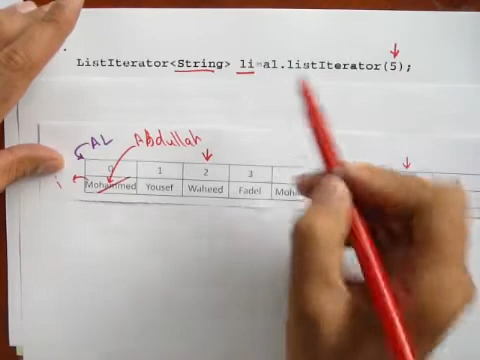 ListIterator<String> li=al.listIterator(5);
AL Abdullah
0 1 2 3
i Mohammed Yousef Waheed Fadel